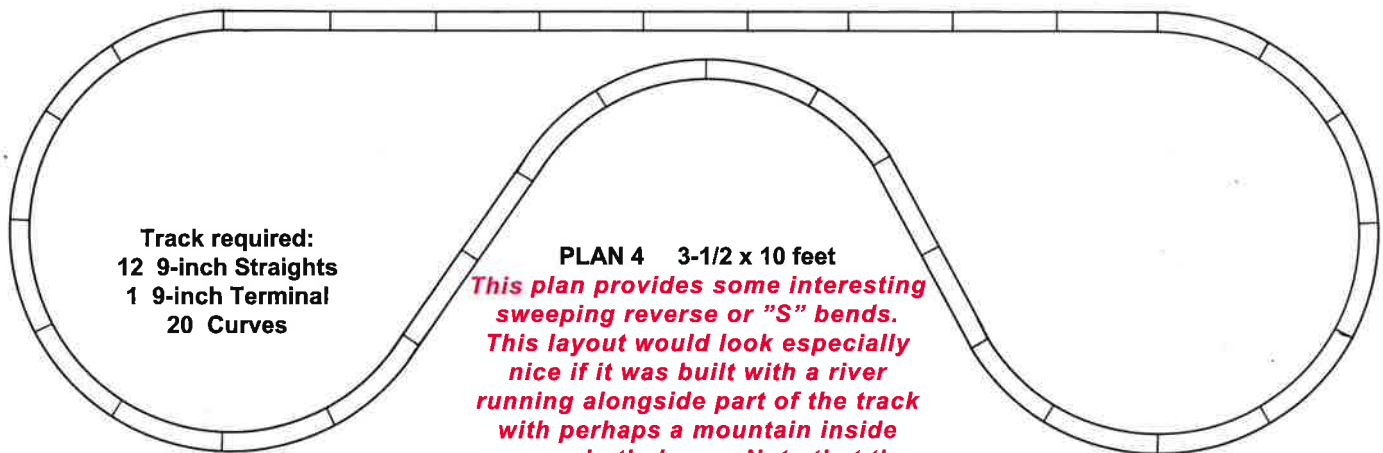 Track required:
12 9-inch Straights
1 9-inch Terminal
20 Curves
PLAN 4 3-1/2 x 10 feet
This plan provides some interesting
sweeping reverse or ”S” bends.
This layout would look especially
nice if it was built with a river
running alongside part of the track
with perhaps a mountain inside